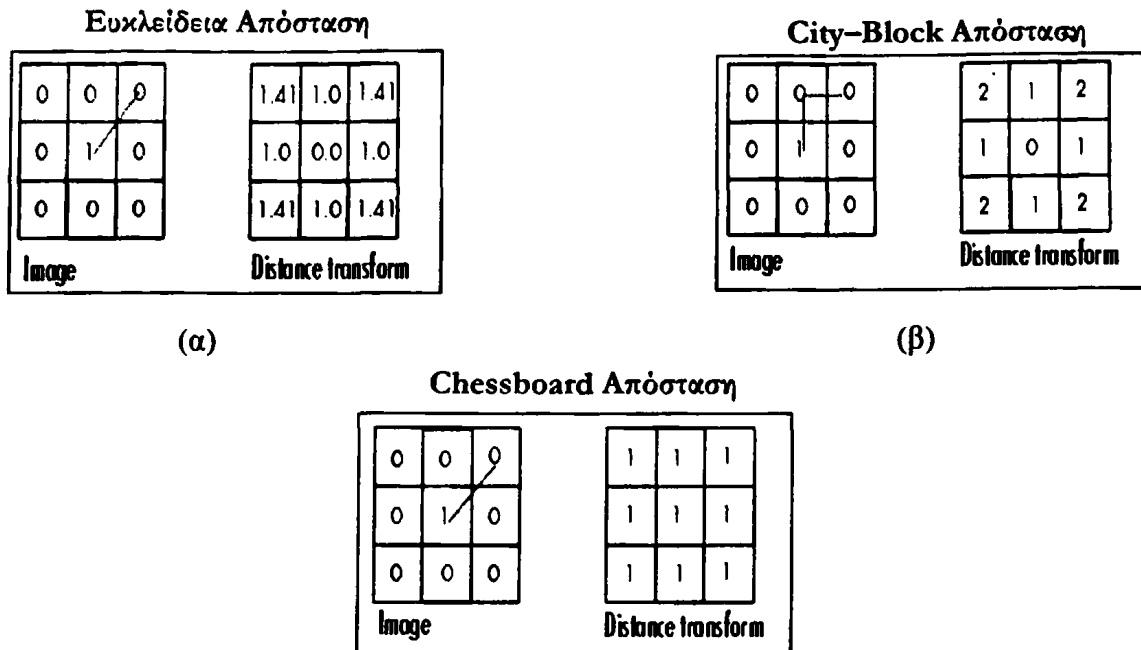 Ευκλείδεια Απόσταση
0 0 0 1.41 1.0 1.41
0 1 0 1.0 0.0 1.0
0 0 0 1.41 1.0 1.41
Image Distance transform
(α)
City–Block Απόσταση
0 0 0 2 1 2
0 1 0 1 0 1
0 0 0 2 1 2
Image Distance transform
(β)
Chessboard Απόσταση
0 0 0 1 1 1
0 1 0 1 1 1
0 0 0 1 1 1
Image Distance transform